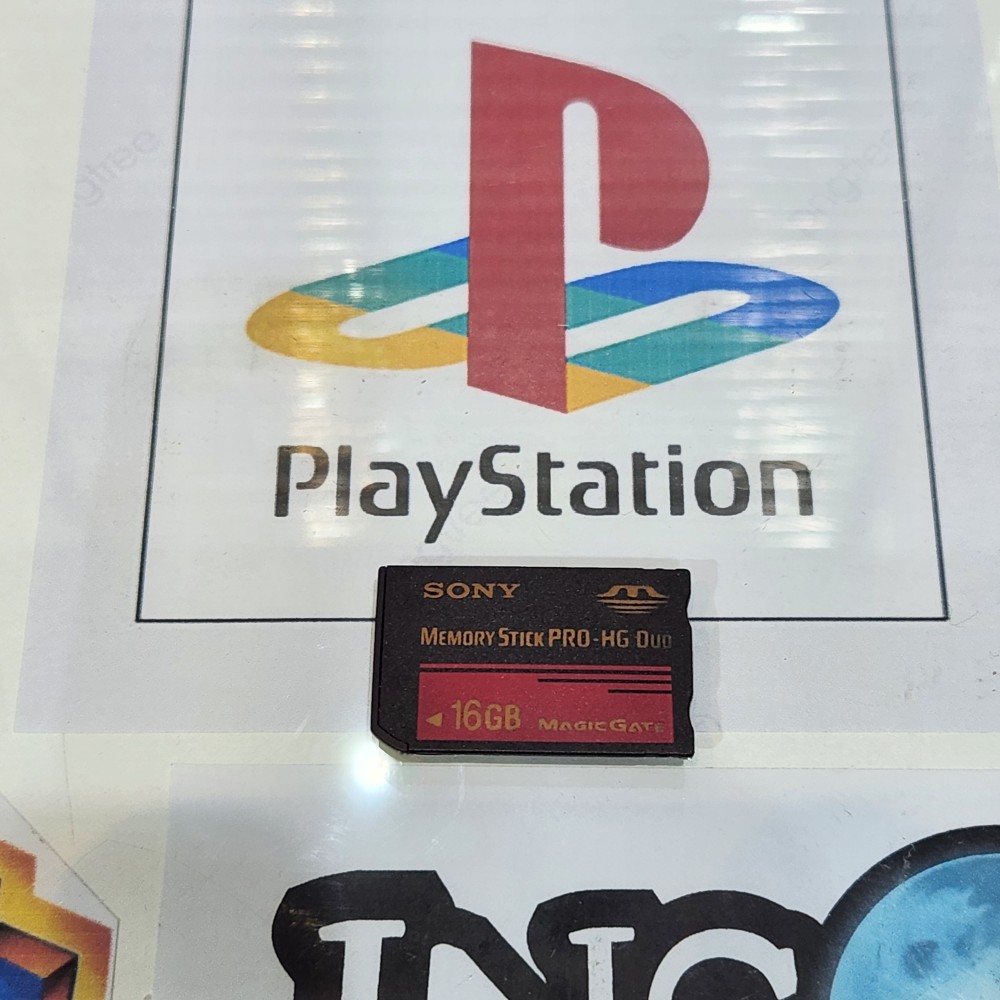 PlayStation
SONY
MEMORY STICK PRO-HG DUO
16GB MAGICGATE